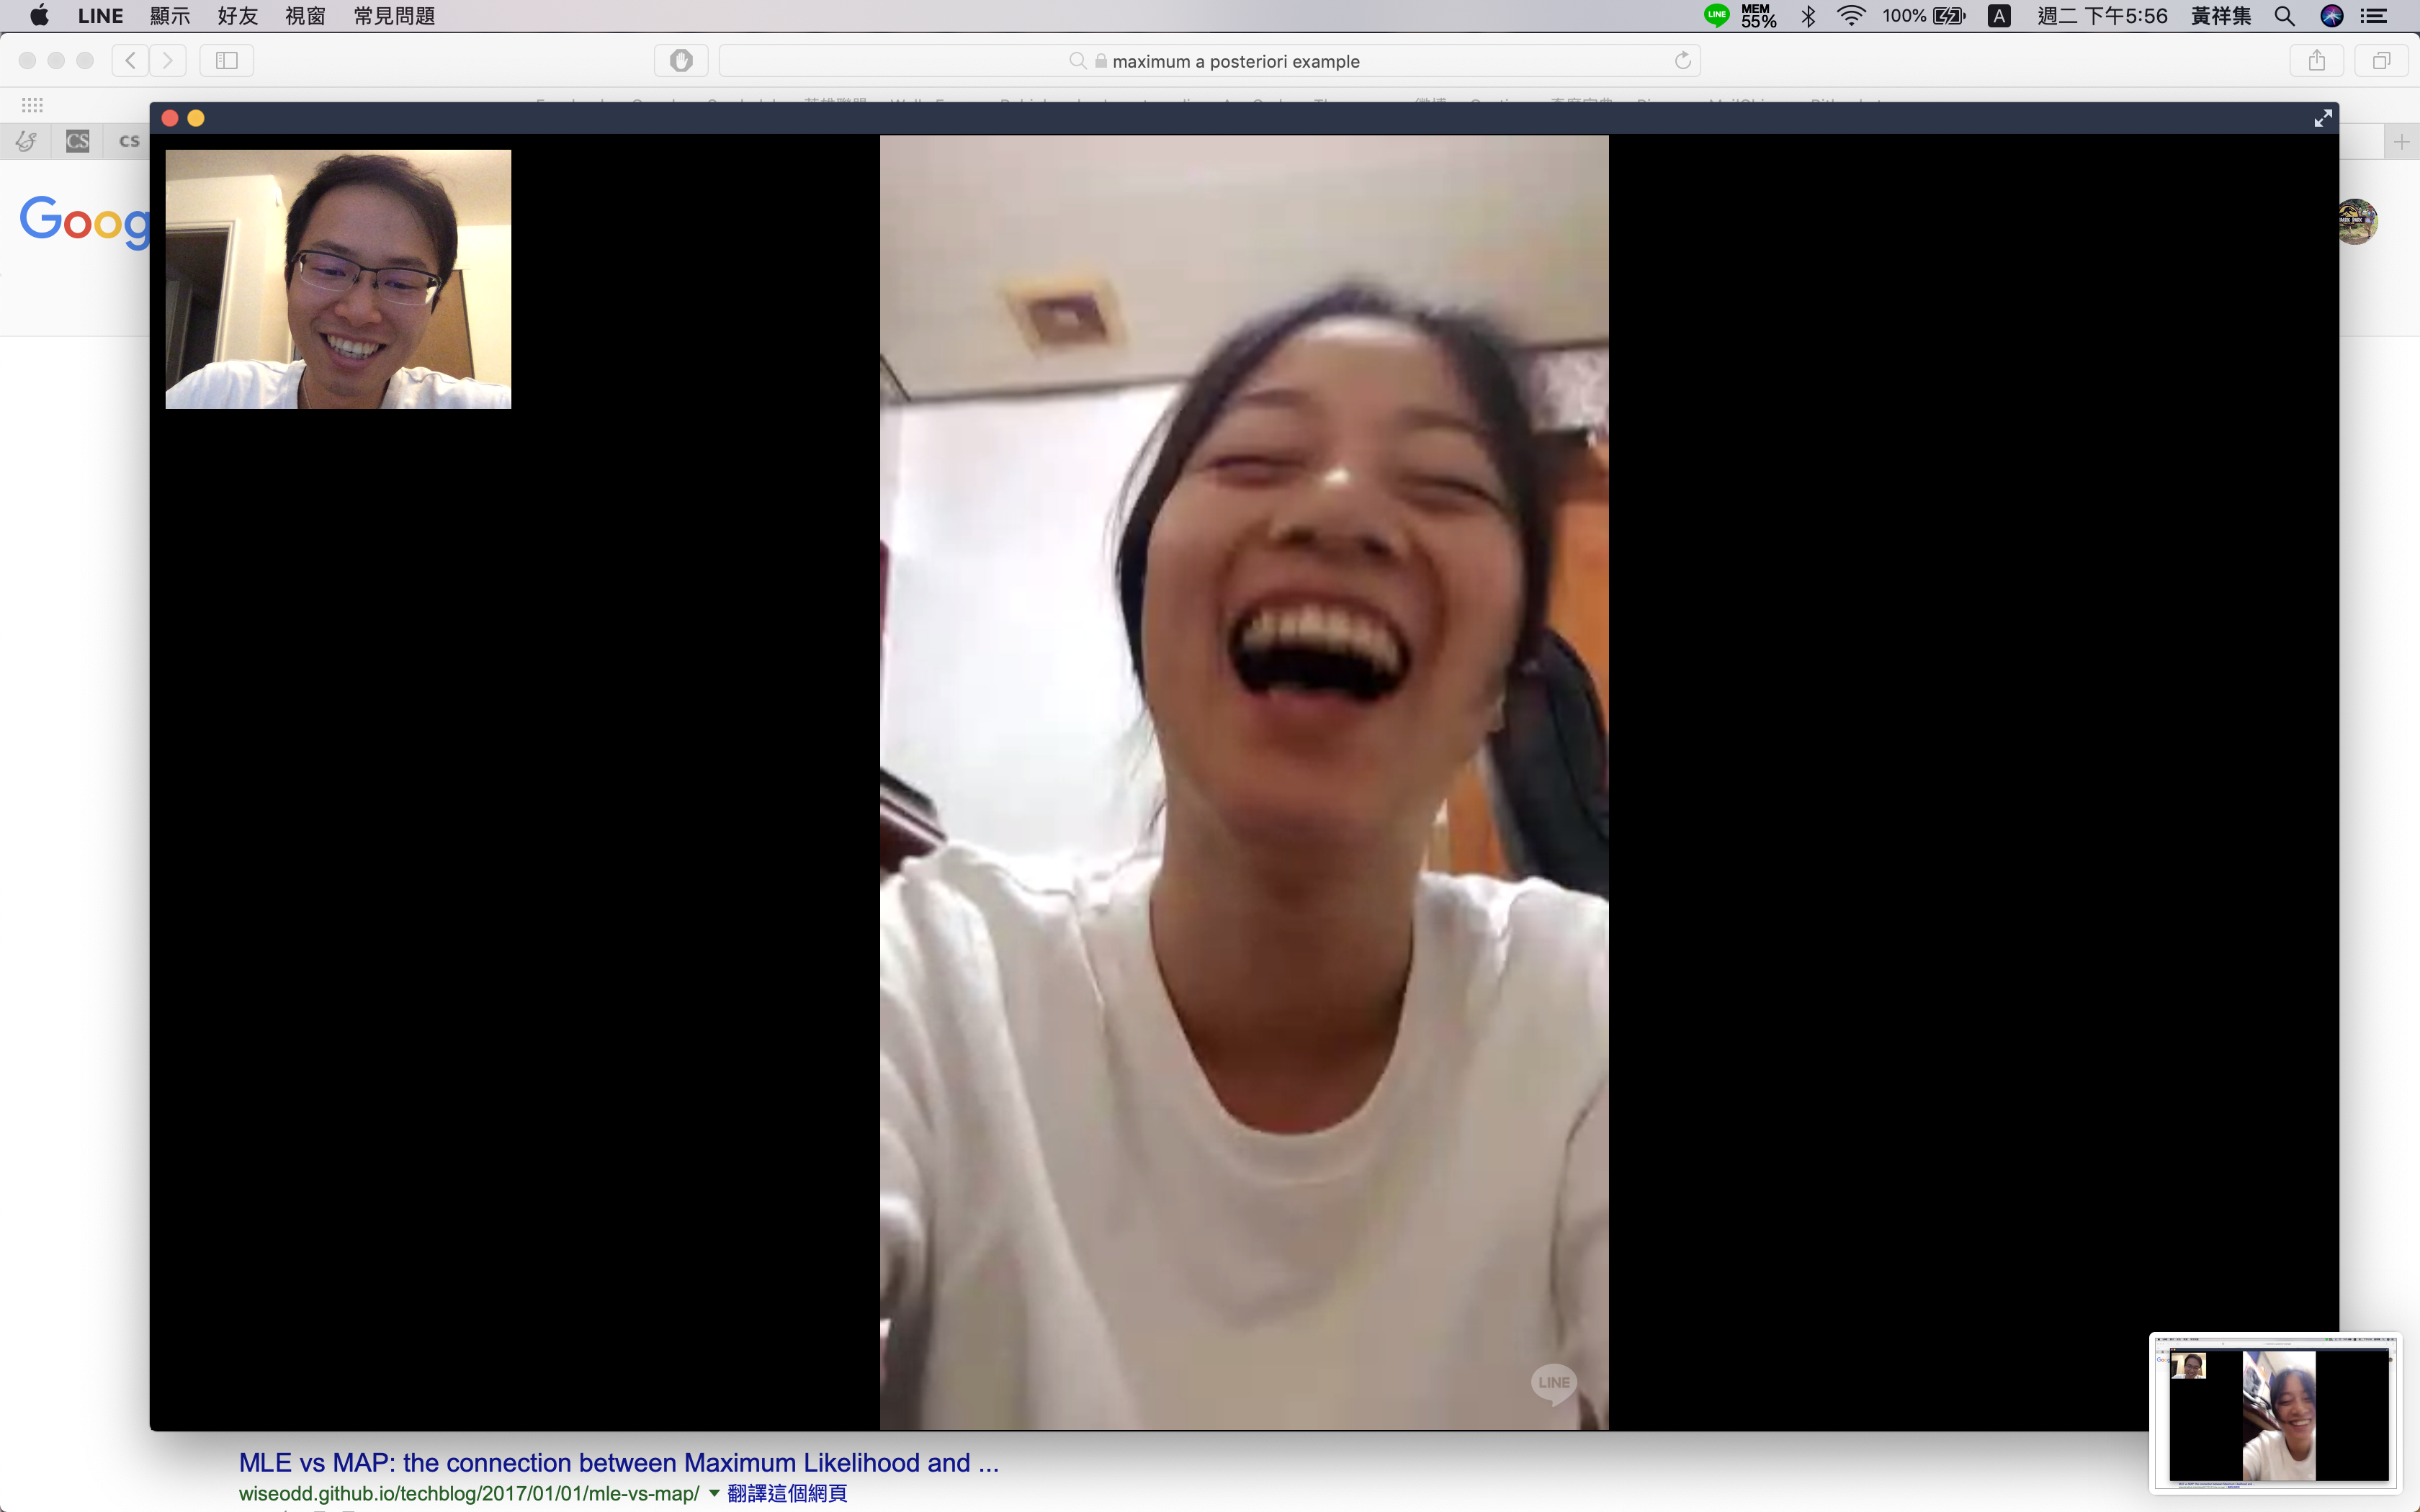 LINE 顯示 好友 視窗 常見問題 LINE MEM 55% 100% A 週二 下午5:56 黃祥集
maximum a posteriori example
CS CS
Goog
LINE
MLE vs MAP: the connection between Maximum Likelihood and ...
wiseodd.github.io/techblog/2017/01/01/mle-vs-map/ ▼ 翻譯這個網頁